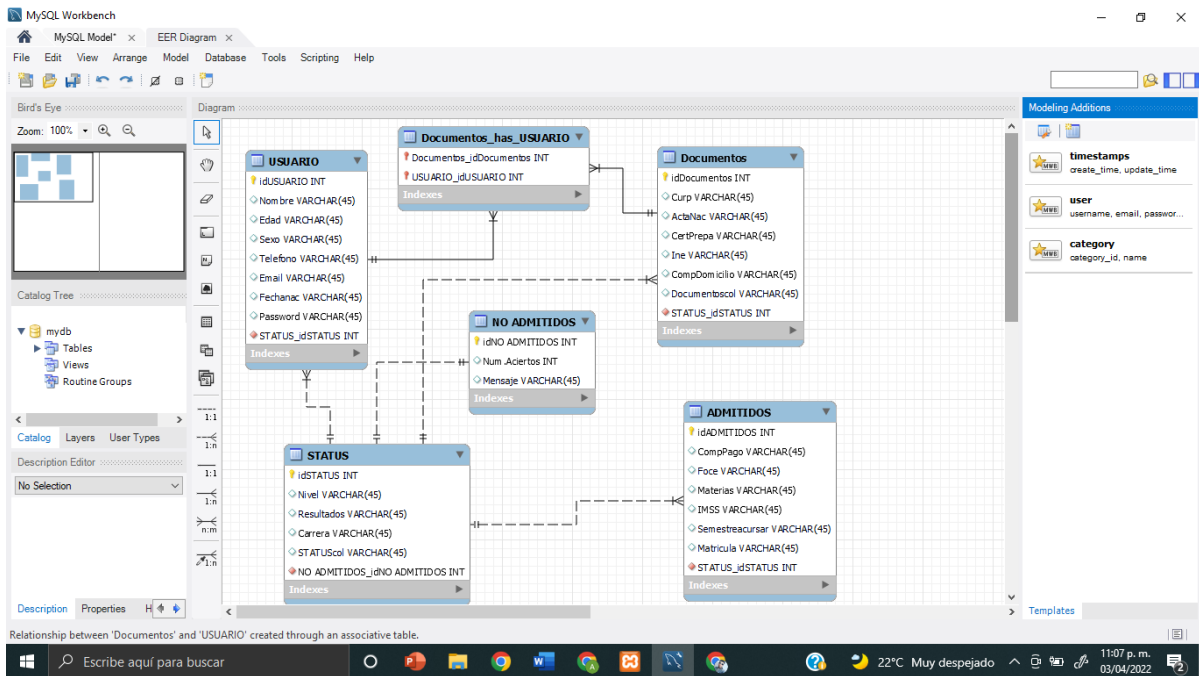 MySQL Workbench
MySQL Model* ×
EER Diagram ×
File Edit View Arrange Model Database Tools Scripting Help
Bird's Eye
Zoom: 100%
Catalog Tree
mydb
Tables
Views
Routine Groups
Catalog Layers User Types
Description Editor
No Selection
Description Properties H
Diagram
1:1
1:n
1:1
1:n
n:m
1:n
USUARIO
idUSUARIO INT
Nombre VARCHAR(45)
Edad VARCHAR(45)
Sexo VARCHAR(45)
Telefono VARCHAR(45)
Email VARCHAR(45)
Fechanac VARCHAR(45)
Password VARCHAR(45)
STATUS_idSTATUS INT
Indexes
Documentos_has_USUARIO
Documentos_idDocumentos INT
USUARIO_idUSUARIO INT
Indexes
Documentos
idDocumentos INT
Curp VARCHAR(45)
ActaNac VARCHAR(45)
CertPrepa VARCHAR(45)
Ine VARCHAR(45)
CompDomicilio VARCHAR(45)
Documentoscol VARCHAR(45)
STATUS_idSTATUS INT
Indexes
NO ADMITIDOS
idNO ADMITIDOS INT
Num .Aciertos INT
Mensaje VARCHAR(45)
Indexes
STATUS
idSTATUS INT
Nivel VARCHAR(45)
Resultados VARCHAR(45)
Carrera VARCHAR(45)
STATUScol VARCHAR(45)
NO ADMITIDOS_idNO ADMITIDOS INT
Indexes
ADMITIDOS
idADMITIDOS INT
CompPago VARCHAR(45)
Foce VARCHAR(45)
Materias VARCHAR(45)
IMSS VARCHAR(45)
Semestreacursar VARCHAR(45)
Matricula VARCHAR(45)
STATUS_idSTATUS INT
Indexes
Modeling Additions
timestamps
create_time, update_time
user
username, email, passwor...
category
category_id, name
Templates
Relationship between 'Documentos' and 'USUARIO' created through an associative table.
Escribe aquí para buscar
22°C Muy despejado
11:07 p. m.
03/04/2022
2